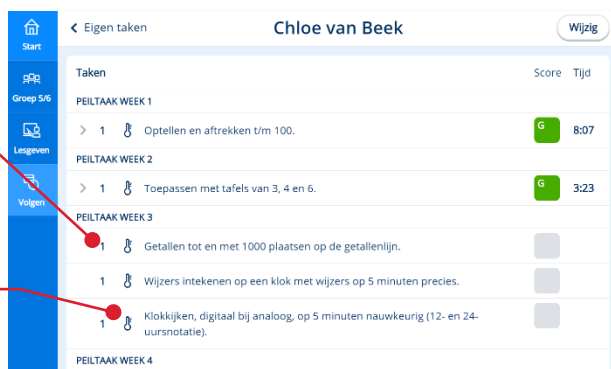 Start
Groep 5/6
Lesgeven
Volgen
Eigen taken
Chloe van Beek
Wijzig
Taken Score Tijd
PEILTAAK WEEK 1
1 Optellen en aftrekken t/m 100. G 8:07
PEILTAAK WEEK 2
1 Toepassen met tafels van 3, 4 en 6. G 3:23
PEILTAAK WEEK 3
1 Getallen tot en met 1000 plaatsen op de getallenlijn.
1 Wijzers intekenen op een klok met wijzers op 5 minuten precies.
1 Klokkijken, digitaal bij analoog, op 5 minuten nauwkeurig (12- en 24-
uursnotatie).
PEILTAAK WEEK 4